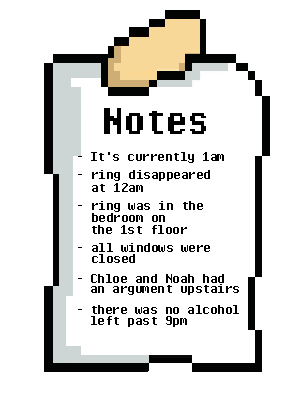 Notes
- It's currently 1am
- ring disappeared
at 12am
- ring was in the
bedroom on
the 1st floor
- all windows were
closed
- Chloe and Noah had
an argument upstairs
- there was no alcohol
left past 9pm